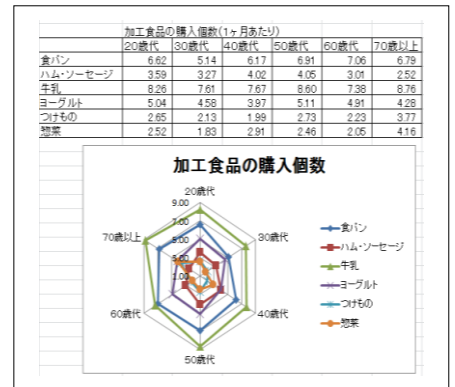 加工食品の購入個数(1ヶ月あたり)
20歳代 30歳代 40歳代 50歳代 60歳代 70歳以上
食パン 6.62 5.14 6.17 6.91 7.06 6.79
ハム・ソーセージ 3.59 3.27 4.02 4.05 3.01 2.52
牛乳 8.26 7.61 7.67 8.60 7.38 8.76
ヨーグルト 5.04 4.58 3.97 5.11 4.91 4.28
つけもの 2.65 2.13 1.99 2.73 2.23 3.77
惣菜 2.52 1.83 2.91 2.46 2.05 4.16
加工食品の購入個数
20歳代
9.00
7.00
5.00
3.00
1.00
70歳以上
30歳代
60歳代
40歳代
50歳代
食パン
ハム・ソーセージ
牛乳
ヨーグルト
つけもの
惣菜